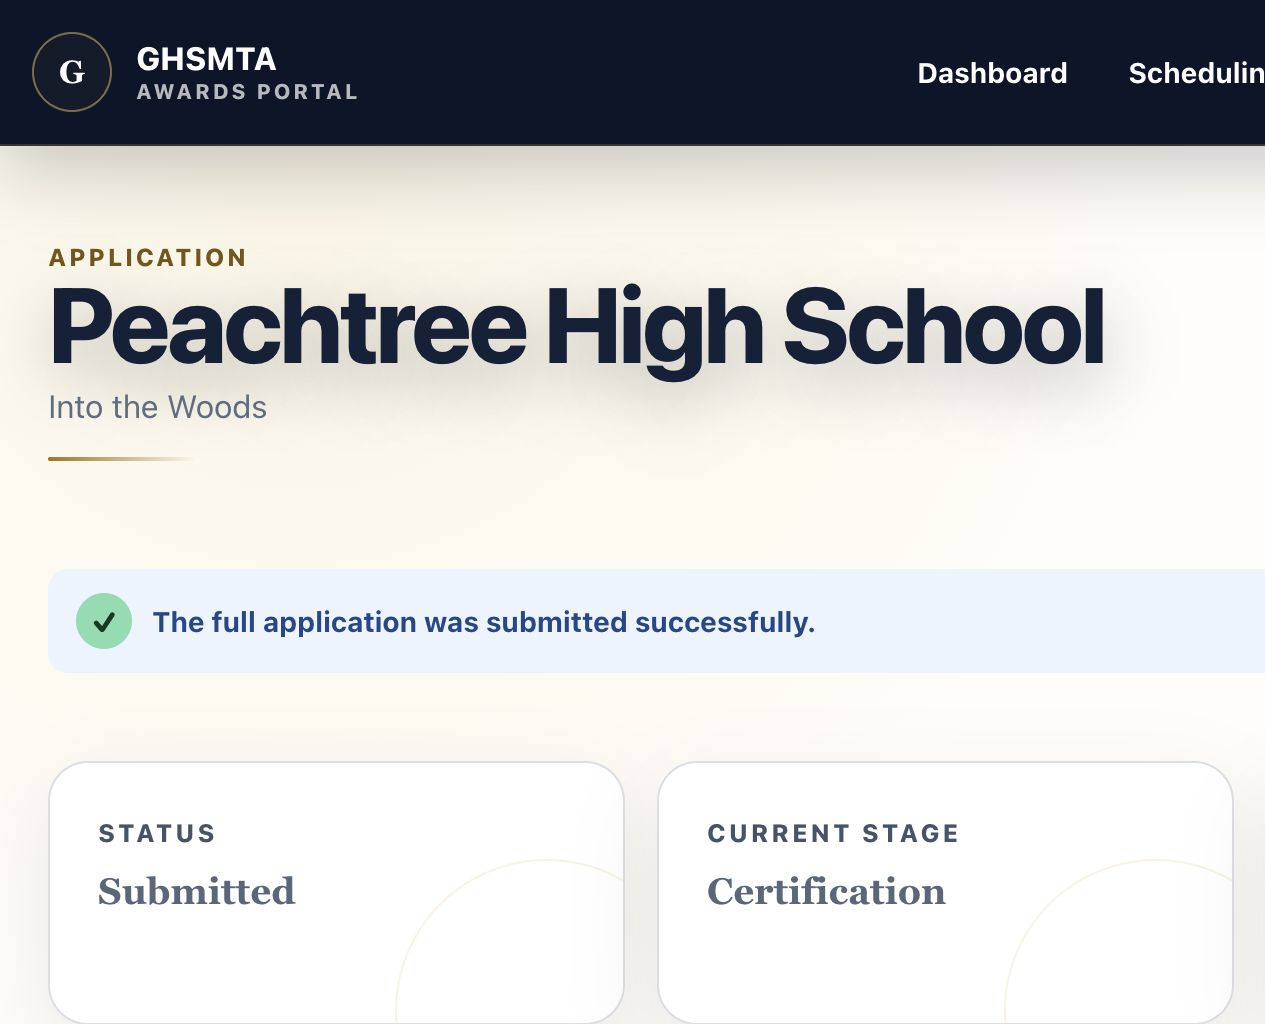 G
GHSMTA
AWARDS PORTAL
Dashboard
Schedulin
APPLICATION
Peachtree High School
Into the Woods
The full application was submitted successfully.
STATUS
Submitted
CURRENT STAGE
Certification